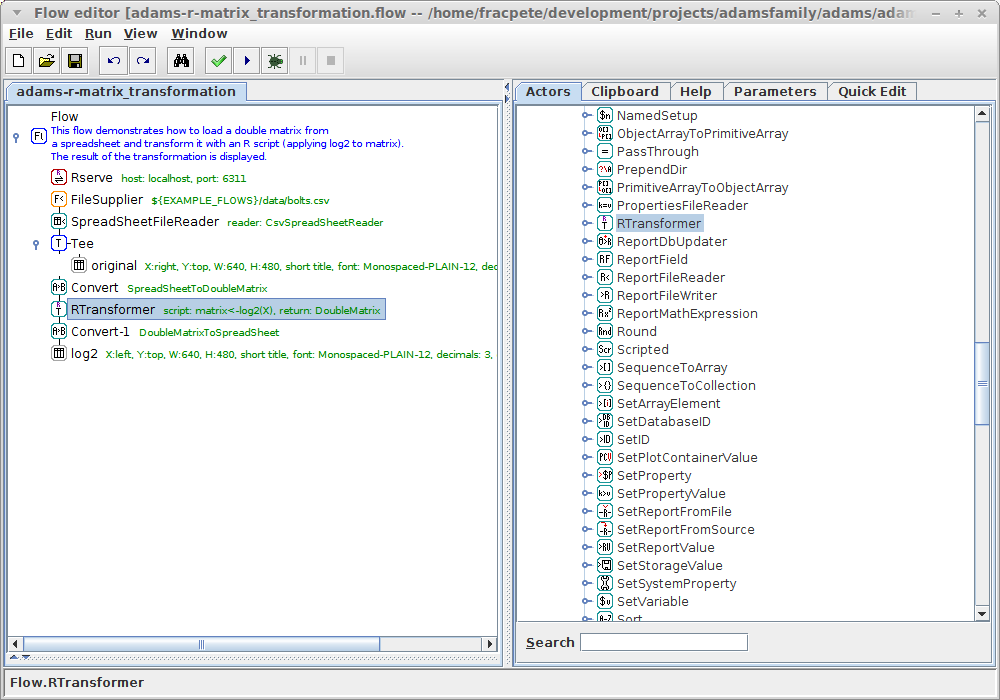 Flow editor [adams-r-matrix_transformation.flow -- /home/fracpete/development/projects/adamsfamily/adams/adam
File Edit Run View Window
adams-r-matrix_transformation
Flow
This flow demonstrates how to load a double matrix from
a spreadsheet and transform it with an R script (applying log2 to matrix).
The result of the transformation is displayed.
Rserve host: localhost, port: 6311
FileSupplier ${EXAMPLE_FLOWS}/data/bolts.csv
SpreadSheetFileReader reader: CsvSpreadSheetReader
Tee
original X:right, Y:top, W:640, H:480, short title, font: Monospaced-PLAIN-12, dec
Convert SpreadSheetToDoubleMatrix
RTransformer script: matrix<-log2(X), return: DoubleMatrix
Convert-1 DoubleMatrixToSpreadSheet
log2 X:left, Y:top, W:640, H:480, short title, font: Monospaced-PLAIN-12, decimals: 3,
Actors Clipboard Help Parameters Quick Edit
NamedSetup
ObjectArrayToPrimitiveArray
PassThrough
PrependDir
PrimitiveArrayToObjectArray
PropertiesFileReader
RTransformer
ReportDbUpdater
ReportField
ReportFileReader
ReportFileWriter
ReportMathExpression
Round
Scripted
SequenceToArray
SequenceToCollection
SetArrayElement
SetDatabaseID
SetID
SetPlotContainerValue
SetProperty
SetPropertyValue
SetReportFromFile
SetReportFromSource
SetReportValue
SetStorageValue
SetSystemProperty
SetVariable
Sort
Search
Flow.RTransformer